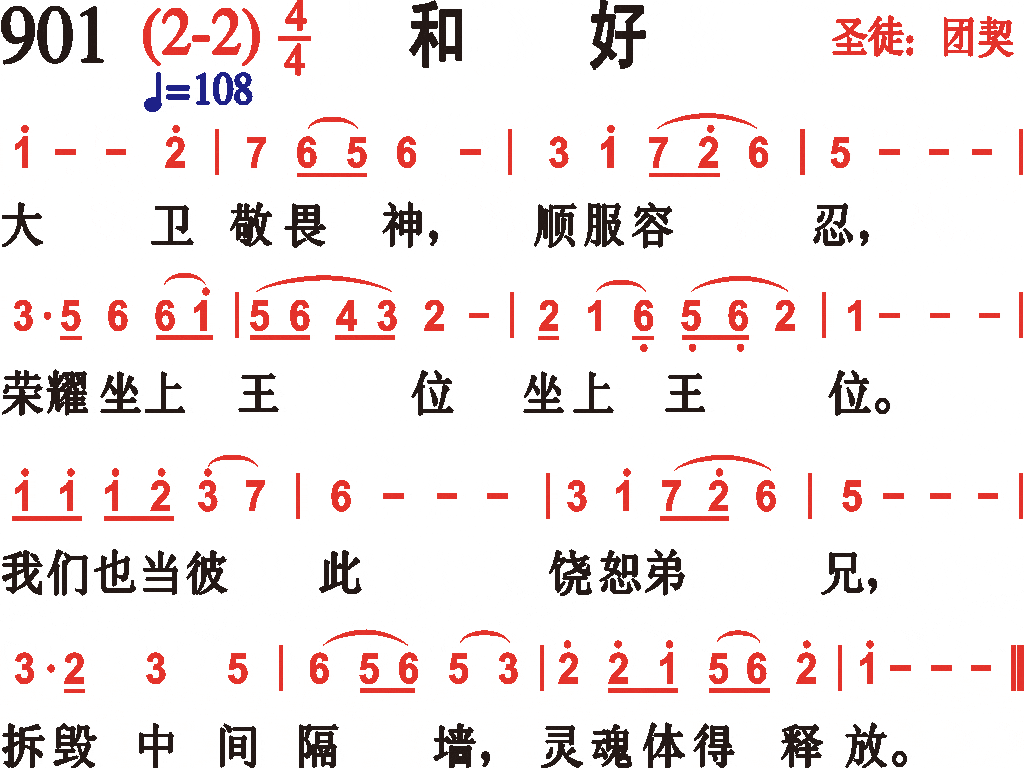 901 (2-2) 4/4 和 好 圣徒：团契
♩=108
1̇ - - 2̇ | 7 6 5 6 - | 3 1̇ 7 2̇ 6 | 5 - - - |
大 卫 敬 畏 神， 顺服容 忍，
3·5 6 6 1̇ | 5 6 4 3 2 - | 2 1 6̣ 5̣ 6̣ 2 | 1 - - - |
荣耀坐上 王 位 坐上 王 位。
1̇ 1̇ 1̇ 2̇ 3̇ 7 | 6 - - - | 3 1̇ 7 2̇ 6 | 5 - - - |
我们也当彼 此 饶恕弟 兄，
3·2 3 5 | 6 5 6 5 3 | 2̇ 2̇ 1̇ 5 6 2̇ | 1̇ - - - ‖
拆毁 中 间 隔 墙， 灵魂体得 释 放。